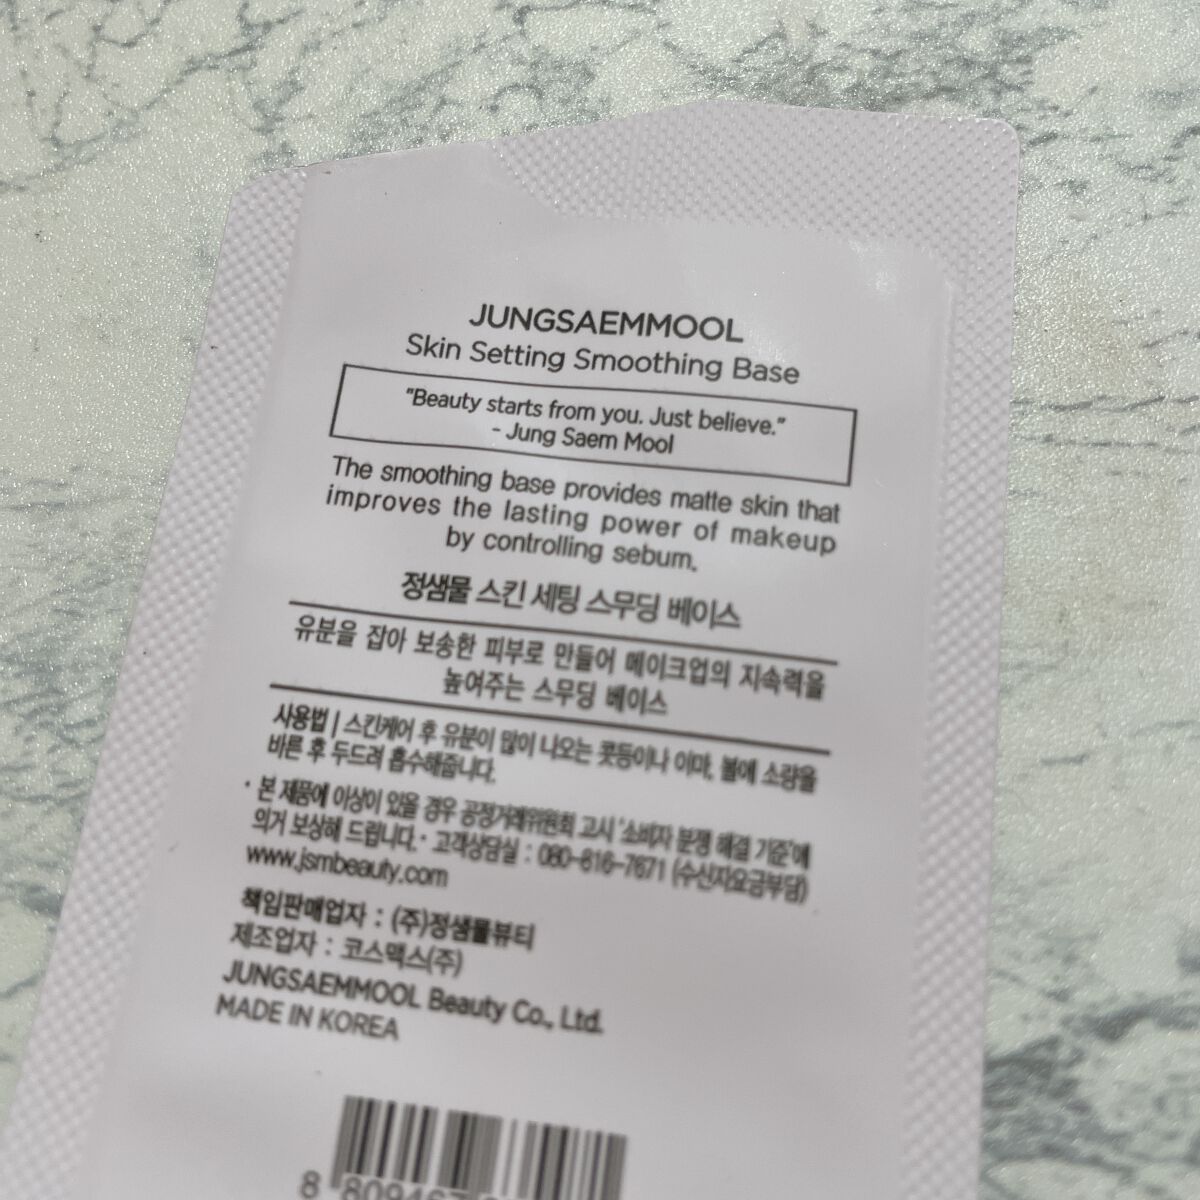 JUNGSAEMMOOL
Skin Setting Smoothing Base
"Beauty starts from you. Just believe."
- Jung Saem Mool
The smoothing base provides matte skin that
improves the lasting power of makeup
by controlling sebum.
정샘물 스킨 세팅 스무딩 베이스
유분을 잡아 보송한 피부로 만들어 메이크업의 지속력을
높여주는 스무딩 베이스
사용법 | 스킨케어 후 유분이 많이 나오는 콧등이나 이마, 볼에 소량을
바른 후 두드려 흡수해줍니다.
· 본 제품에 이상이 있을 경우 공정거래위원회 고시 '소비자 분쟁 해결 기준'에
의거 보상해 드립니다. · 고객상담실 : 080-816-7671 (수신자요금부담)
www.jsmbeauty.com
책임판매업자 : (주)정샘물뷰티
제조업자 : 코스맥스(주)
JUNGSAEMMOOL Beauty Co., Ltd.
MADE IN KOREA
8 809467